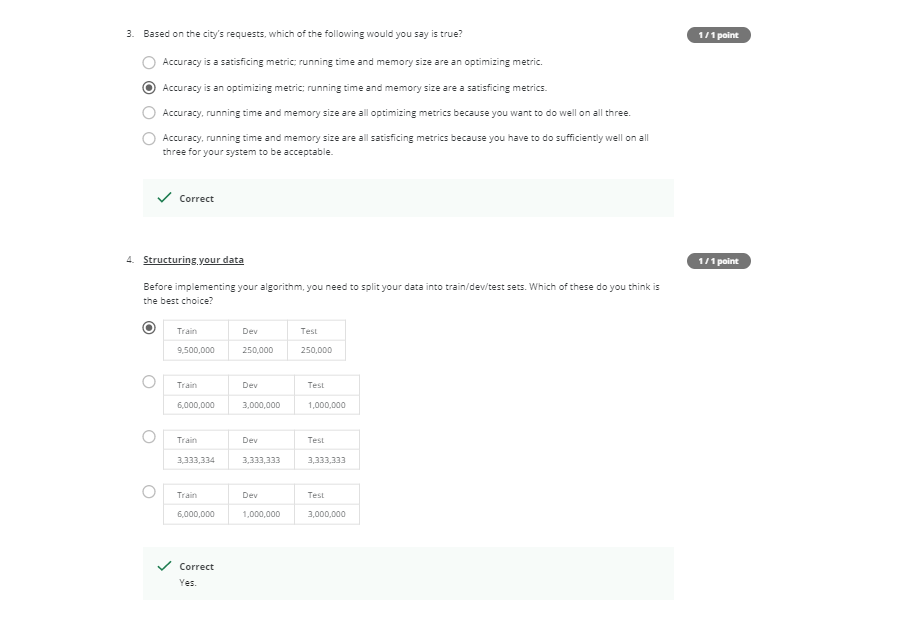 3. Based on the city's requests, which of the following would you say is true?
1 / 1 point
Accuracy is a satisficing metric; running time and memory size are an optimizing metric.
Accuracy is an optimizing metric; running time and memory size are a satisficing metrics.
Accuracy, running time and memory size are all optimizing metrics because you want to do well on all three.
Accuracy, running time and memory size are all satisficing metrics because you have to do sufficiently well on all
three for your system to be acceptable.
Correct
4. Structuring your data
1 / 1 point
Before implementing your algorithm, you need to split your data into train/dev/test sets. Which of these do you think is
the best choice?
Train Dev Test
9,500,000 250,000 250,000
Train Dev Test
6,000,000 3,000,000 1,000,000
Train Dev Test
3,333,334 3,333,333 3,333,333
Train Dev Test
6,000,000 1,000,000 3,000,000
Correct
Yes.